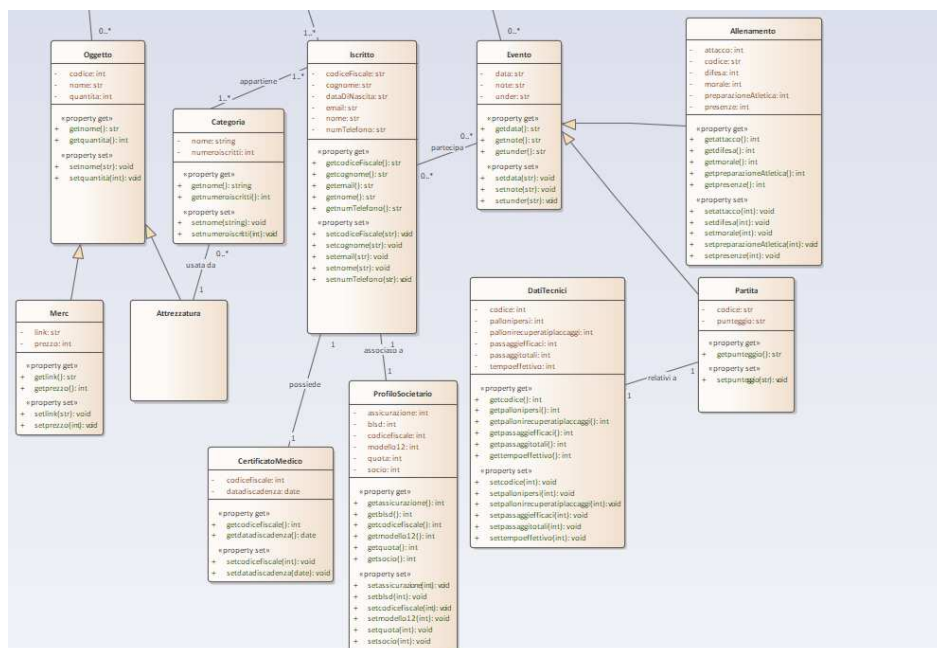 0..*
1..*
0..*
Oggetto
- codice: int
- nome: str
- quantita: int
«property get»
+ getnome(): str
+ getquantita(): int
«property set»
+ setnome(str): void
+ setquantita(int): void
Iscritto
- codiceFiscale: str
- cognome: str
- dataDiNascita: str
- email: str
- nome: str
- numTelefono: str
«property get»
+ getcodiceFiscale(): str
+ getcognome(): str
+ getemail(): str
+ getnome(): str
+ getnumTelefono(): str
«property set»
+ setcodiceFiscale(str): void
+ setcognome(str): void
+ setemail(str): void
+ setnome(str): void
+ setnumTelefono(str): void
Evento
- data: str
- note: str
- under: str
«property get»
+ getdata(): str
+ getnote(): str
+ getunder(): str
«property set»
+ setdata(str): void
+ setnote(str): void
+ setunder(str): void
Allenamento
- attacco: int
- codice: str
- difesa: int
- morale: int
- preparazioneAtletica: int
- presenze: int
«property get»
+ getattacco(): int
+ getdifesa(): int
+ getmorale(): int
+ getpreparazioneAtletica(): int
+ getpresenze(): int
«property set»
+ setattacco(int): void
+ setdifesa(int): void
+ setmorale(int): void
+ setpreparazioneAtletica(int): void
+ setpresenze(int): void
appartiene
1..*
1..*
Categoria
- nome: string
- numeroiscritti: int
«property get»
+ getnome(): string
+ getnumeroiscritti(): int
«property set»
+ setnome(string): void
+ setnumeroiscritti(int): void
partecipa
0..*
0..*
usata da
0..*
1
Merc
- link: str
- prezzo: int
«property get»
+ getlink(): str
+ getprezzo(): int
«property set»
+ setlink(str): void
+ setprezzo(int): void
Attrezzatura
DatiTecnici
- codice: int
- pallonipersi: int
- pallonirecuperatiplaccaggi: int
- passaggiefficaci: int
- passaggitotali: int
- tempoeffettivo: int
«property get»
+ getcodice(): int
+ getpallonipersi(): int
+ getpallonirecuperatiplaccaggi(): int
+ getpassaggiefficaci(): int
+ getpassaggitotali(): int
+ gettempoeffettivo(): int
«property set»
+ setcodice(int): void
+ setpallonipersi(int): void
+ setpallonirecuperatiplaccaggi(int): void
+ setpassaggiefficaci(int): void
+ setpassaggitotali(int): void
+ settempoeffettivo(int): void
Partita
- codice: str
- punteggio: str
«property get»
+ getpunteggio(): str
«property set»
+ setpunteggio(str): void
relativi a
1
1
1
possiede
1
1
associato a
1
CertificatoMedico
- codicefiscale: int
- datadiscadenza: date
«property get»
+ getcodicefiscale(): int
+ getdatadiscadenza(): date
«property set»
+ setcodicefiscale(int): void
+ setdatadiscadenza(date): void
ProfiloSocietario
- assicurazione: int
- blsd: int
- codicefiscale: int
- modello12: int
- quota: int
- socio: int
«property get»
+ getassicurazione(): int
+ getblsd(): int
+ getcodicefiscale(): int
+ getmodello12(): int
+ getquota(): int
+ getsocio(): int
«property set»
+ setassicurazione(int): void
+ setblsd(int): void
+ setcodicefiscale(int): void
+ setmodello12(int): void
+ setquota(int): void
+ setsocio(int): void